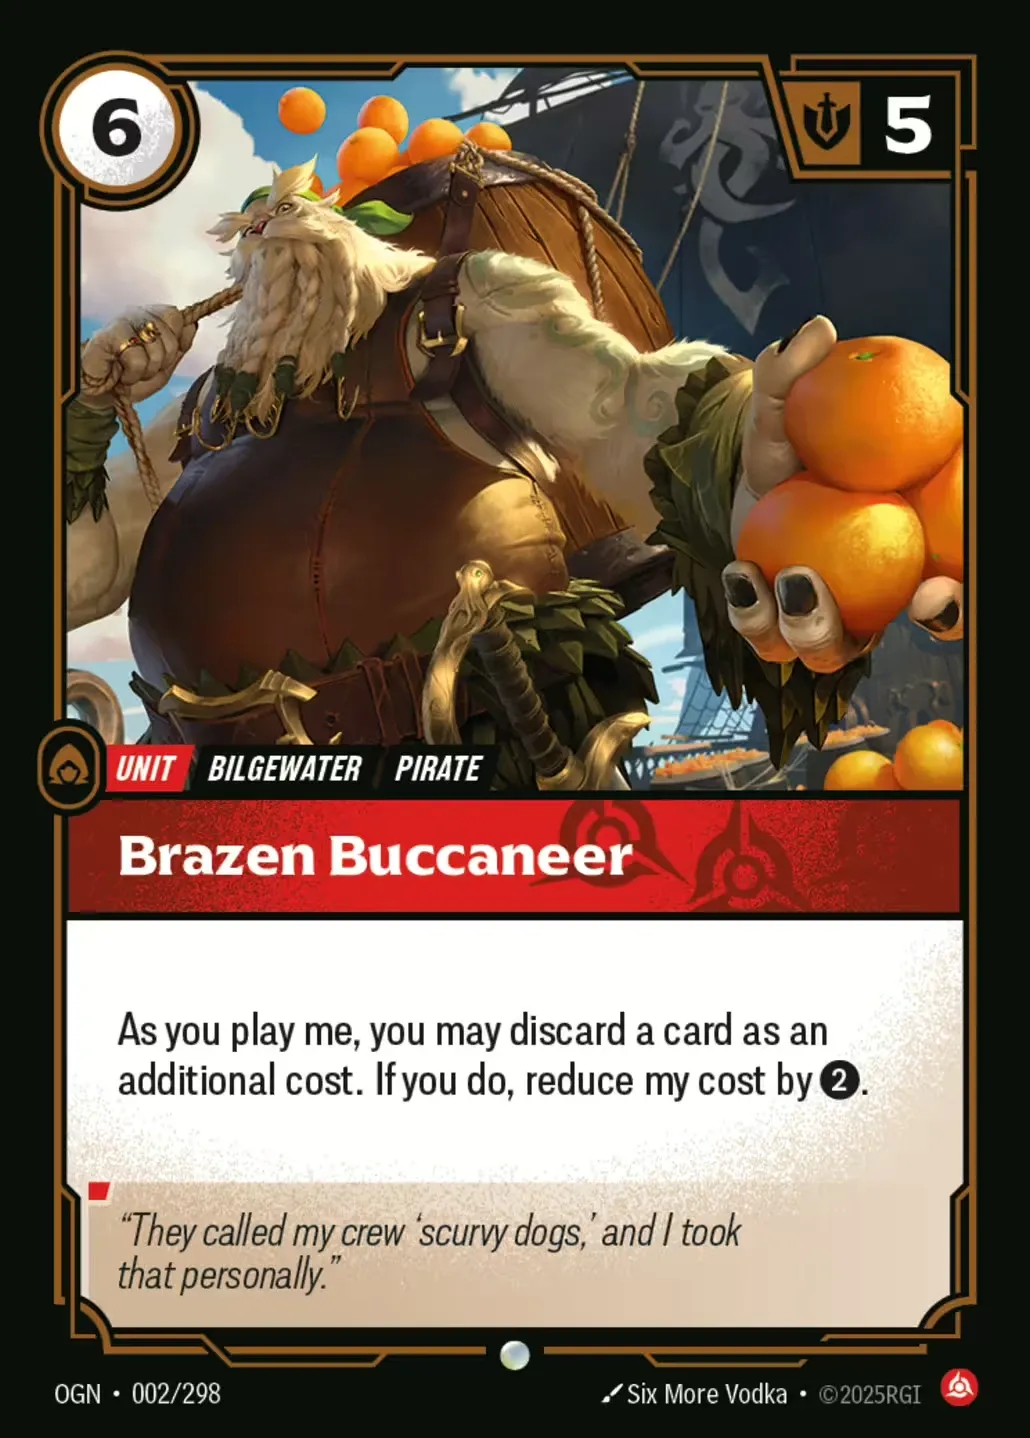 6
5
UNIT BILGEWATER PIRATE
Brazen Buccaneer
As you play me, you may discard a card as an
additional cost. If you do, reduce my cost by 2.
“They called my crew ‘scurvy dogs,’ and I took
that personally.”
OGN • 002/298 Six More Vodka • ©2025RGI